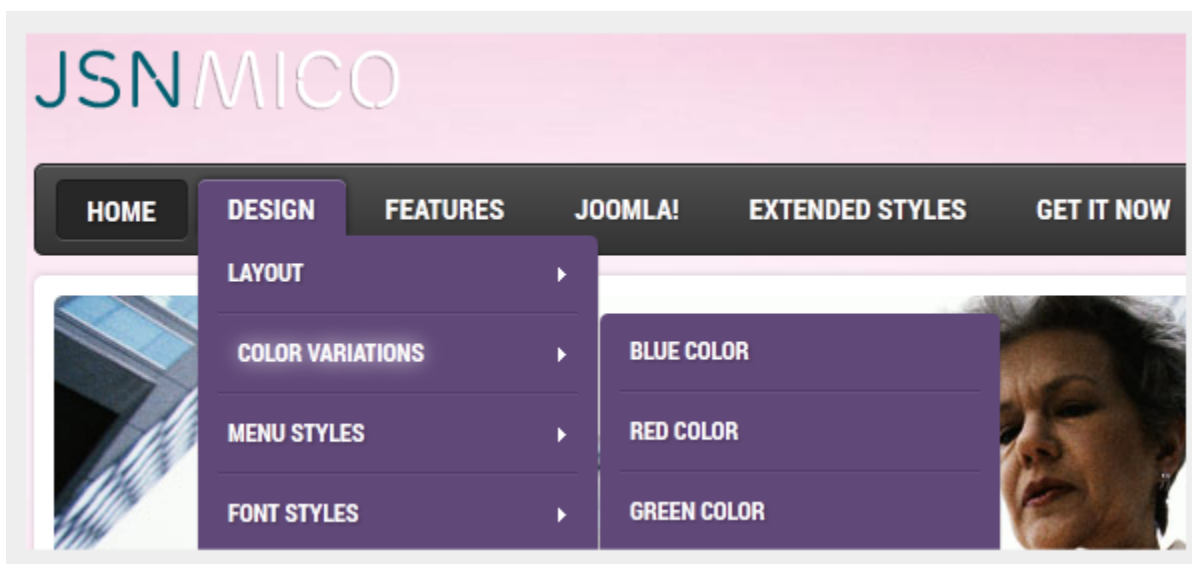 JSNMICO
HOME DESIGN FEATURES JOOMLA! EXTENDED STYLES GET IT NOW
LAYOUT
COLOR VARIATIONS
MENU STYLES
FONT STYLES
BLUE COLOR
RED COLOR
GREEN COLOR